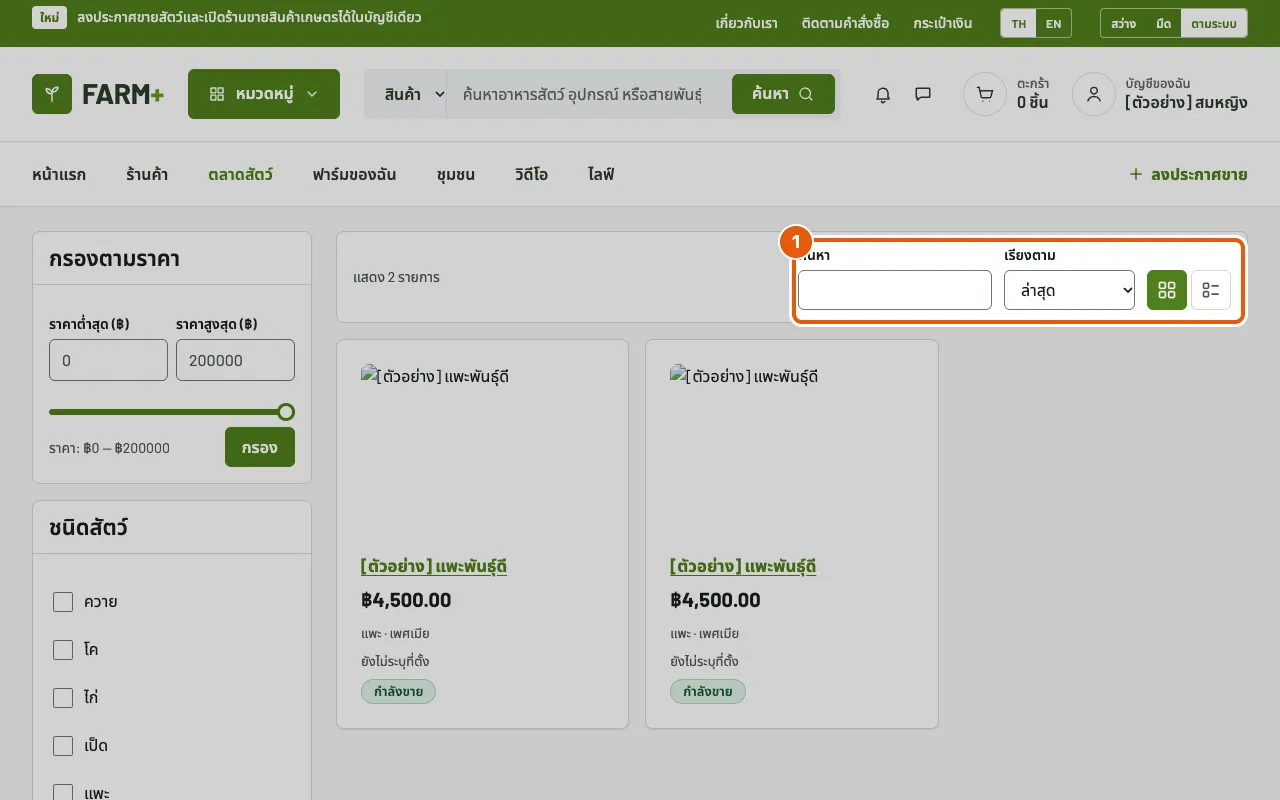 ใหม่ ลงประกาศขายสัตว์และเปิดร้านขายสินค้าเกษตรได้ในบัญชีเดียว
เกี่ยวกับเรา ติดตามคำสั่งซื้อ กระเป๋าเงิน TH EN สว่าง มืด ตามระบบ
FARM+
หมวดหมู่
สินค้า
ค้นหาอาหารสัตว์ อุปกรณ์ หรือสายพันธุ์
ค้นหา
ตะกร้า
0 ชิ้น
บัญชีของฉัน
[ตัวอย่าง] สมหญิง
หน้าแรก ร้านค้า ตลาดสัตว์ ฟาร์มของฉัน ชุมชน วิดีโอ ไลฟ์
+ ลงประกาศขาย
กรองตามราคา
ราคาต่ำสุด (฿) ราคาสูงสุด (฿)
0 200000
ราคา: ฿0 — ฿200000
กรอง
ชนิดสัตว์
ควาย
โค
ไก่
เป็ด
แพะ
แสดง 2 รายการ
1
เรียงตาม
ล่าสุด
[ตัวอย่าง] แพะพันธุ์ดี
[ตัวอย่าง] แพะพันธุ์ดี
฿4,500.00
แพะ · เพศเมีย
ยังไม่ระบุที่ตั้ง
กำลังขาย
[ตัวอย่าง] แพะพันธุ์ดี
[ตัวอย่าง] แพะพันธุ์ดี
฿4,500.00
แพะ · เพศเมีย
ยังไม่ระบุที่ตั้ง
กำลังขาย